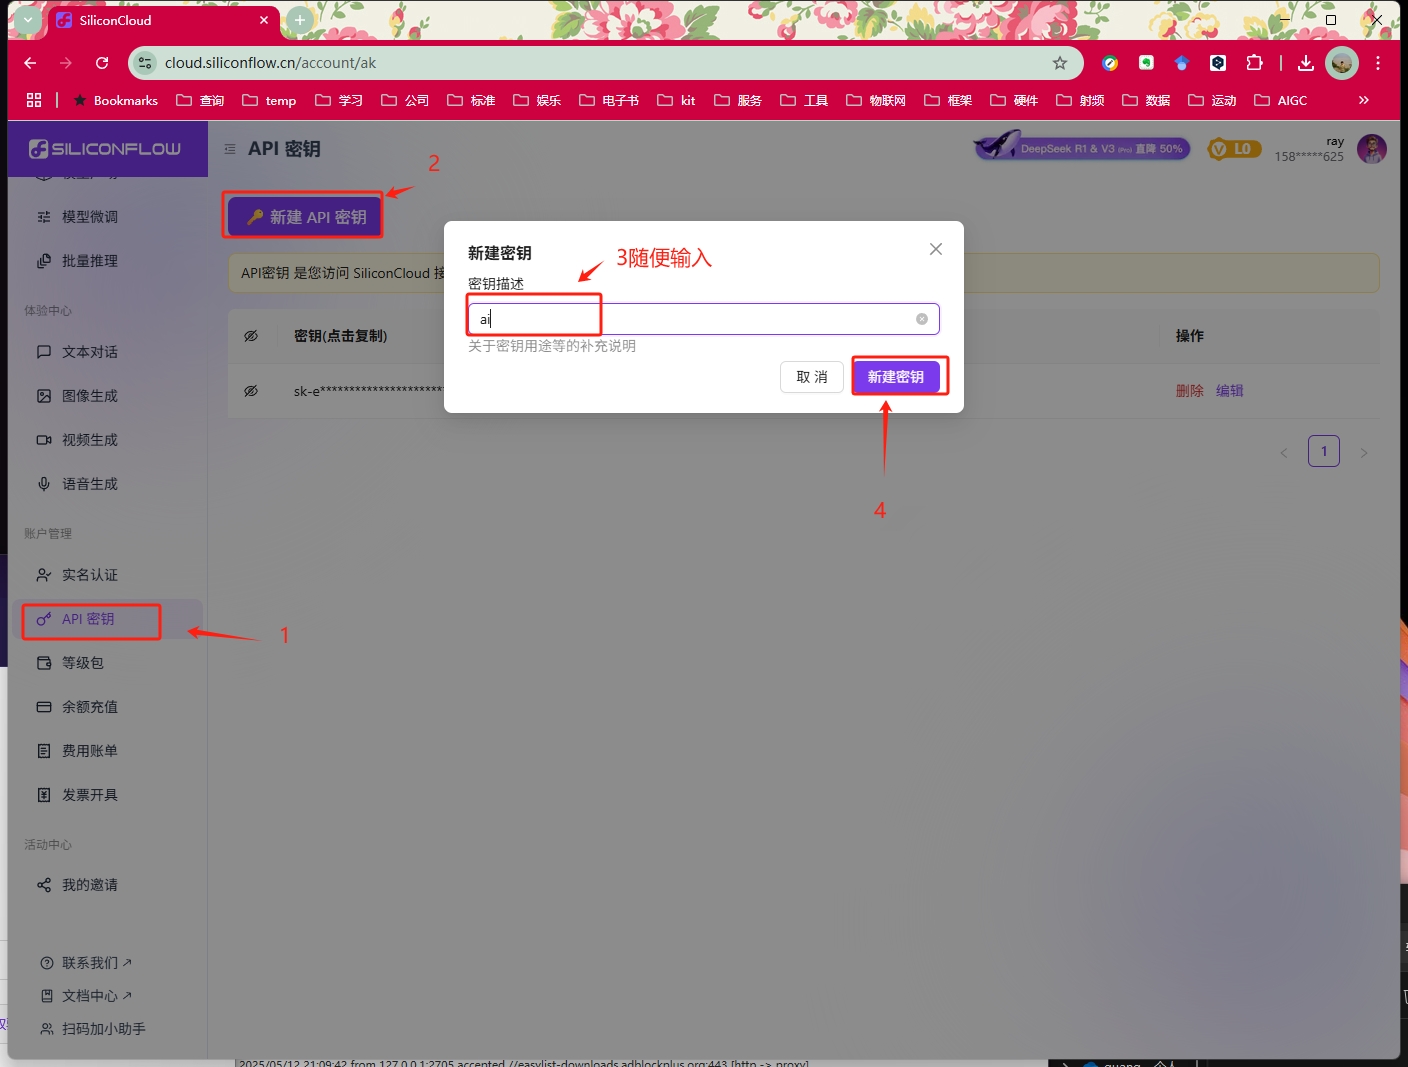 SiliconCloud
cloud.siliconflow.cn/account/ak
Bookmarks 查询 temp 学习 公司 标准 娱乐 电子书 kit 服务 工具 物联网 框架 硬件 射频 数据 运动 AIGC
SILICONFLOW
API 密钥
DeepSeek R1 & V3 (Pro) 直降 50%
L0
ray
158*****625
模型微调
批量推理
体验中心
文本对话
图像生成
视频生成
语音生成
账户管理
实名认证
API 密钥
等级包
余额充值
费用账单
发票开具
活动中心
我的邀请
联系我们
文档中心
扫码加小助手
1
2
新建 API 密钥
API密钥 是您访问 SiliconCloud 接
密钥(点击复制)
操作
sk-e**********************
删除 编辑
1
新建密钥
3随便输入
密钥描述
ai
关于密钥用途等的补充说明
取 消
新建密钥
4
2025/05/12 21:09:42 from 127.0.0.1:2705 accepted //easylist-downloads.adblockplus.org:443 [http -> proxy]